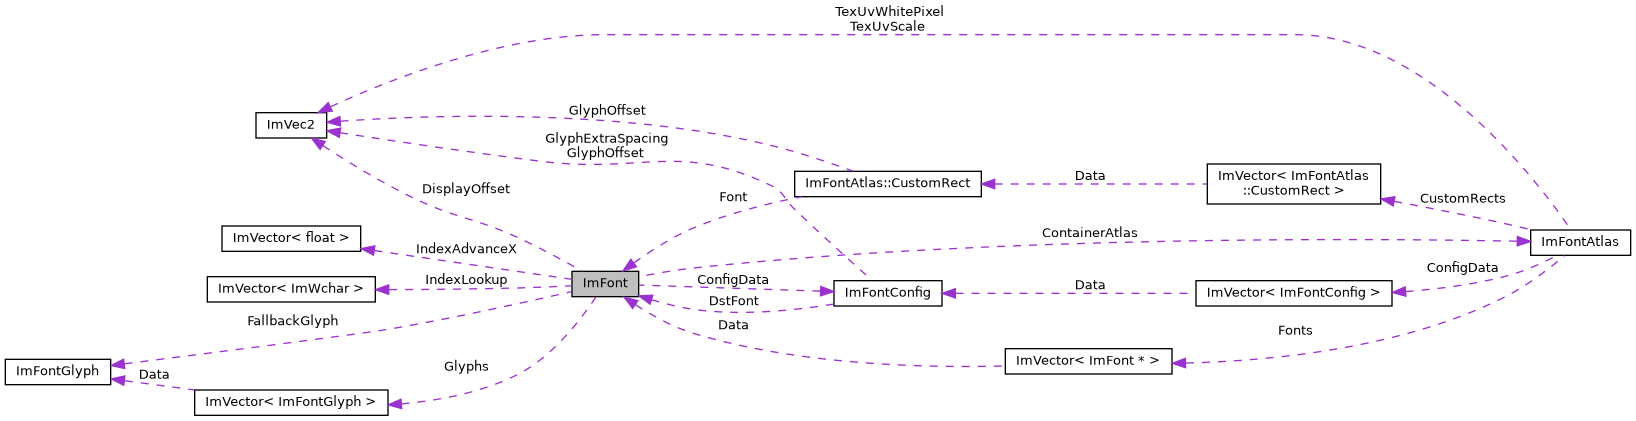 TexUvWhitePixel
TexUvScale
GlyphOffset
ImVec2
GlyphExtraSpacing
GlyphOffset
DisplayOffset
ImFontAtlas::CustomRect
Data
ImVector< ImFontAtlas
::CustomRect >
CustomRects
Font
ImVector< float >
IndexAdvanceX
ContainerAtlas
ImFontAtlas
ImVector< ImWchar >
IndexLookup
ImFont
ConfigData
ImFontConfig
Data
ImVector< ImFontConfig >
ConfigData
DstFont
FallbackGlyph
Data
Fonts
ImFontGlyph
Data
Glyphs
ImVector< ImFont * >
ImVector< ImFontGlyph >